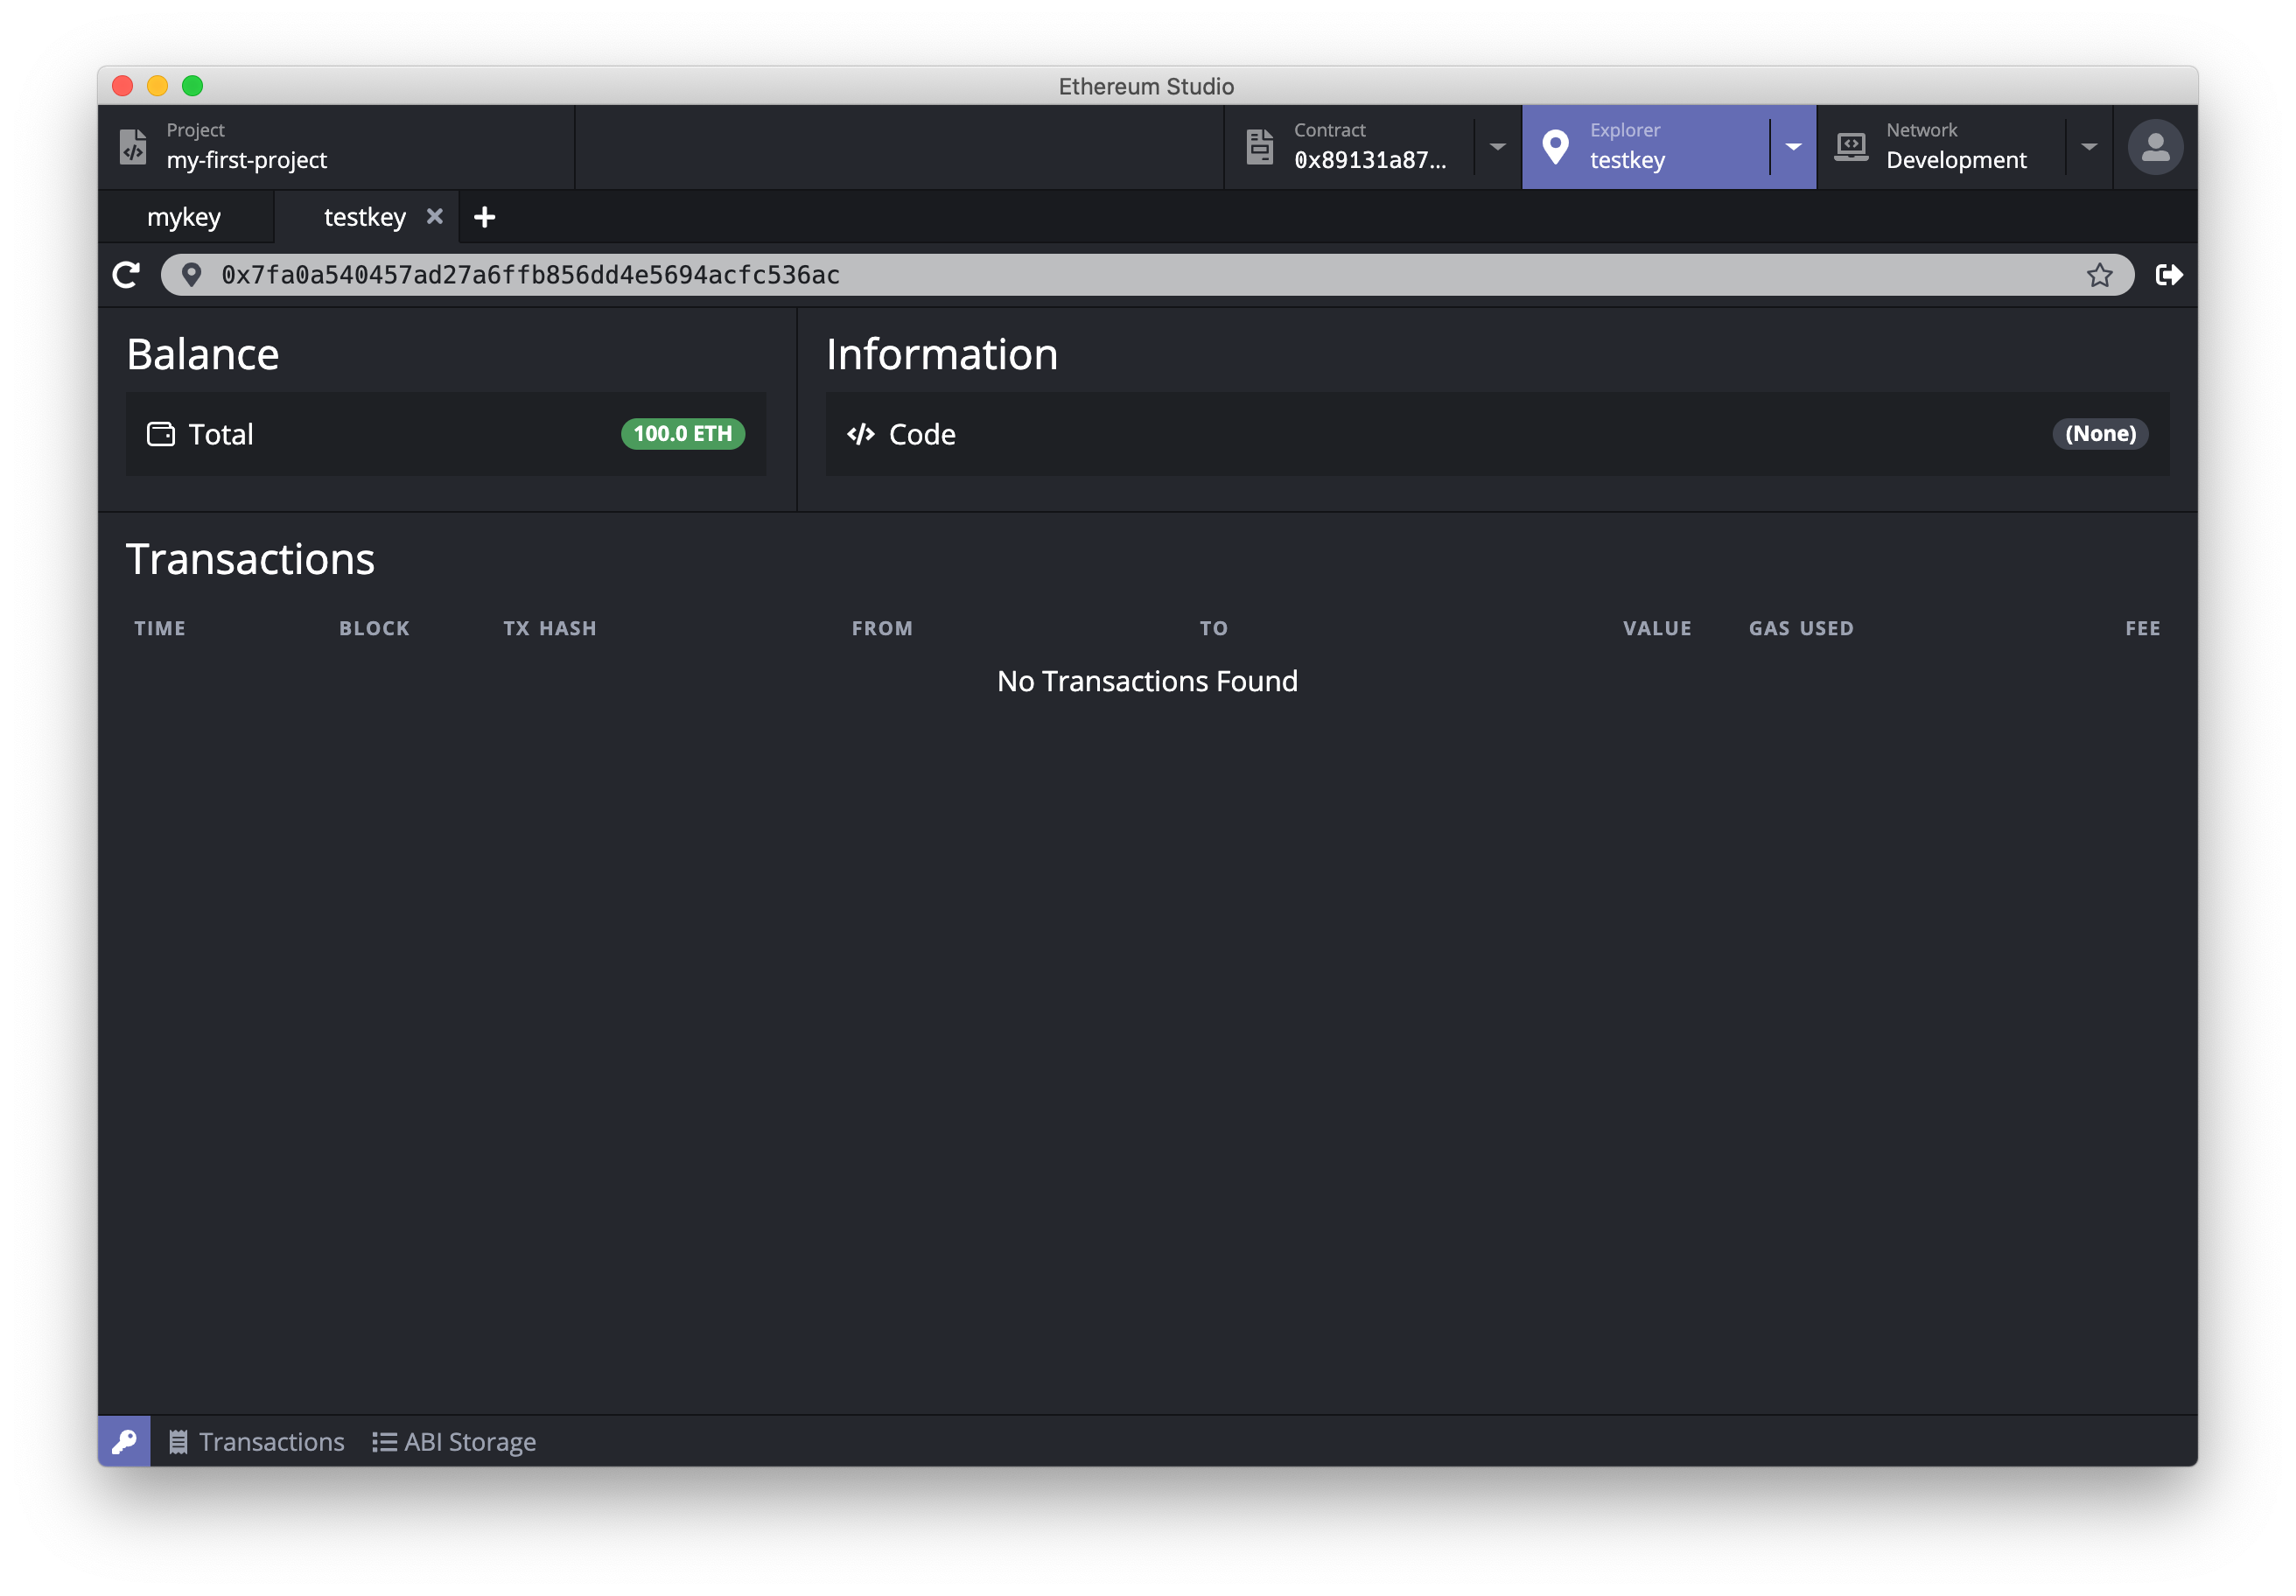 Ethereum Studio
Project
my-first-project
Contract
0x89131a87...
Explorer
testkey
Network
Development
mykey
testkey
0x7fa0a540457ad27a6ffb856dd4e5694acfc536ac
Balance
Total
100.0 ETH
Information
Code
(None)
Transactions
TIME BLOCK TX HASH FROM TO VALUE GAS USED FEE
No Transactions Found
Transactions
ABI Storage